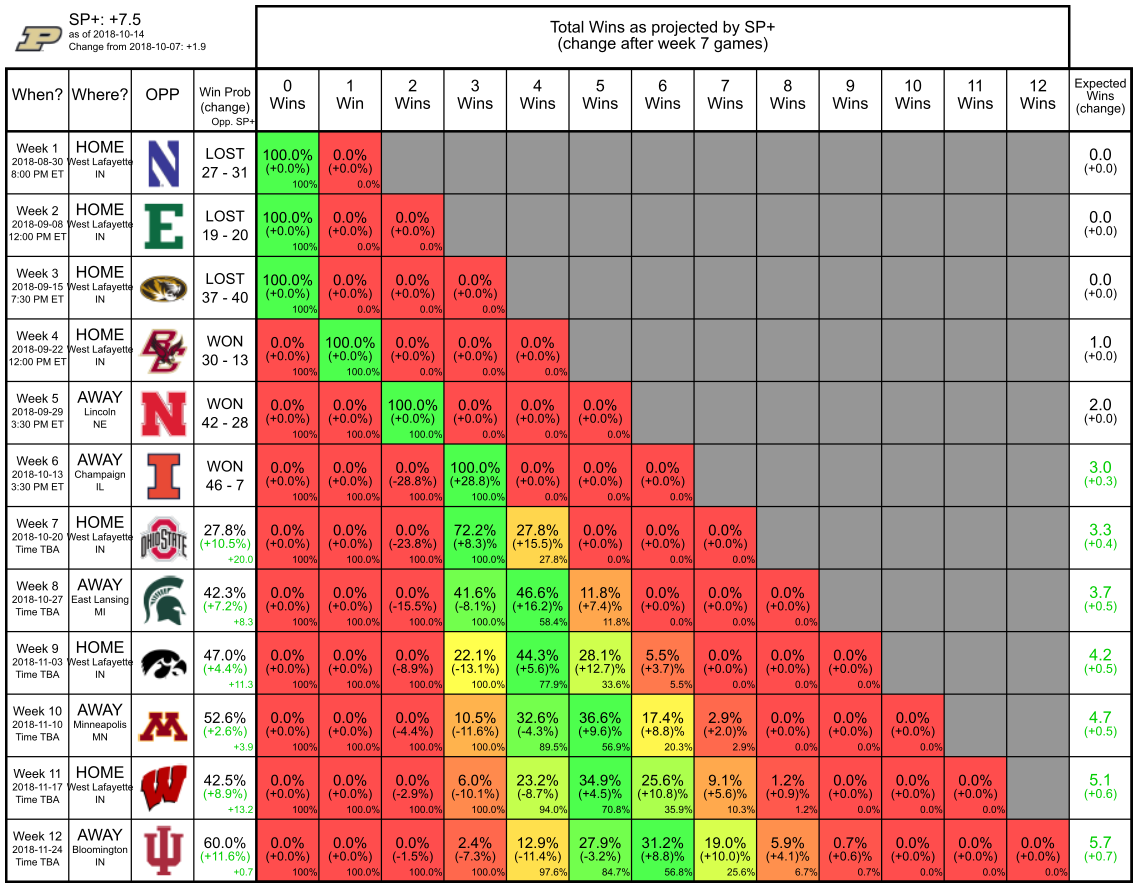 SP+: +7.5
as of 2018-10-14
Change from 2018-10-07: +1.9
Total Wins as projected by SP+
(change after week 7 games)
When? Where? OPP Win Prob (change) Opp. SP+ 0 Wins 1 Win 2 Wins 3 Wins 4 Wins 5 Wins 6 Wins 7 Wins 8 Wins 9 Wins 10 Wins 11 Wins 12 Wins Expected Wins (change)
Week 1 HOME N LOST 100.0% 0.0% 0.0
2018-08-30 West Lafayette 27 - 31 (+0.0%) (+0.0%) (+0.0)
8:00 PM ET IN 100% 0.0%
Week 2 HOME E LOST 100.0% 0.0% 0.0% 0.0
2018-09-08 West Lafayette 19 - 20 (+0.0%) (+0.0%) (+0.0%) (+0.0)
12:00 PM ET IN 100% 0.0% 0.0%
Week 3 HOME LOST 100.0% 0.0% 0.0% 0.0% 0.0
2018-09-15 West Lafayette 37 - 40 (+0.0%) (+0.0%) (+0.0%) (+0.0%) (+0.0)
7:30 PM ET IN 100% 0.0% 0.0% 0.0%
Week 4 HOME BC WON 0.0% 100.0% 0.0% 0.0% 0.0% 1.0
2018-09-22 West Lafayette 30 - 13 (+0.0%) (+0.0%) (+0.0%) (+0.0%) (+0.0%) (+0.0)
12:00 PM ET IN 100% 100.0% 0.0% 0.0% 0.0%
Week 5 AWAY N WON 0.0% 0.0% 100.0% 0.0% 0.0% 0.0% 2.0
2018-09-29 Lincoln 42 - 28 (+0.0%) (+0.0%) (+0.0%) (+0.0%) (+0.0%) (+0.0%) (+0.0)
3:30 PM ET NE 100% 100.0% 100.0% 0.0% 0.0% 0.0%
Week 6 AWAY I WON 0.0% 0.0% 0.0% 100.0% 0.0% 0.0% 0.0% 3.0
2018-10-13 Champaign 46 - 7 (+0.0%) (+0.0%) (-28.8%) (+28.8)% (+0.0%) (+0.0%) (+0.0%) (+0.3)
3:30 PM ET IL 100% 100.0% 100.0% 100.0% 0.0% 0.0% 0.0%
Week 7 HOME OHIO STATE 27.8% 0.0% 0.0% 0.0% 72.2% 27.8% 0.0% 0.0% 0.0% 3.3
2018-10-20 West Lafayette (+10.5%) (+0.0%) (+0.0%) (-23.8%) (+8.3)% (+15.5)% (+0.0%) (+0.0%) (+0.0%) (+0.4)
Time TBA IN +20.0 100% 100.0% 100.0% 100.0% 27.8% 0.0% 0.0% 0.0%
Week 8 AWAY 42.3% 0.0% 0.0% 0.0% 41.6% 46.6% 11.8% 0.0% 0.0% 0.0% 3.7
2018-10-27 East Lansing (+7.2%) (+0.0%) (+0.0%) (-15.5%) (-8.1%) (+16.2)% (+7.4)% (+0.0%) (+0.0%) (+0.0%) (+0.5)
Time TBA MI +8.3 100% 100.0% 100.0% 100.0% 58.4% 11.8% 0.0% 0.0% 0.0%
Week 9 HOME 47.0% 0.0% 0.0% 0.0% 22.1% 44.3% 28.1% 5.5% 0.0% 0.0% 0.0% 4.2
2018-11-03 West Lafayette (+4.4%) (+0.0%) (+0.0%) (-8.9%) (-13.1%) (+5.6)% (+12.7)% (+3.7)% (+0.0%) (+0.0%) (+0.0%) (+0.5)
Time TBA IN +11.3 100% 100.0% 100.0% 100.0% 77.9% 33.6% 5.5% 0.0% 0.0% 0.0%
Week 10 AWAY M 52.6% 0.0% 0.0% 0.0% 10.5% 32.6% 36.6% 17.4% 2.9% 0.0% 0.0% 0.0% 4.7
2018-11-10 Minneapolis (+2.6%) (+0.0%) (+0.0%) (-4.4%) (-11.6%) (-4.3%) (+9.6)% (+8.8)% (+2.0)% (+0.0%) (+0.0%) (+0.0%) (+0.5)
Time TBA MN +3.9 100% 100.0% 100.0% 100.0% 89.5% 56.9% 20.3% 2.9% 0.0% 0.0% 0.0%
Week 11 HOME W 42.5% 0.0% 0.0% 0.0% 6.0% 23.2% 34.9% 25.6% 9.1% 1.2% 0.0% 0.0% 0.0% 5.1
2018-11-17 West Lafayette (+8.9%) (+0.0%) (+0.0%) (-2.9%) (-10.1%) (-8.7%) (+4.5)% (+10.8)% (+5.6)% (+0.9)% (+0.0%) (+0.0%) (+0.0%) (+0.6)
Time TBA IN +13.2 100% 100.0% 100.0% 100.0% 94.0% 70.8% 35.9% 10.3% 1.2% 0.0% 0.0% 0.0%
Week 12 AWAY 60.0% 0.0% 0.0% 0.0% 2.4% 12.9% 27.9% 31.2% 19.0% 5.9% 0.7% 0.0% 0.0% 0.0% 5.7
2018-11-24 Bloomington (+11.6%) (+0.0%) (+0.0%) (-1.5%) (-7.3%) (-11.4%) (-3.2%) (+8.8)% (+10.0)% (+4.1)% (+0.6)% (+0.0%) (+0.0%) (+0.0%) (+0.7)
Time TBA IN +0.7 100% 100.0% 100.0% 100.0% 97.6% 84.7% 56.8% 25.6% 6.7% 0.7% 0.0% 0.0% 0.0%